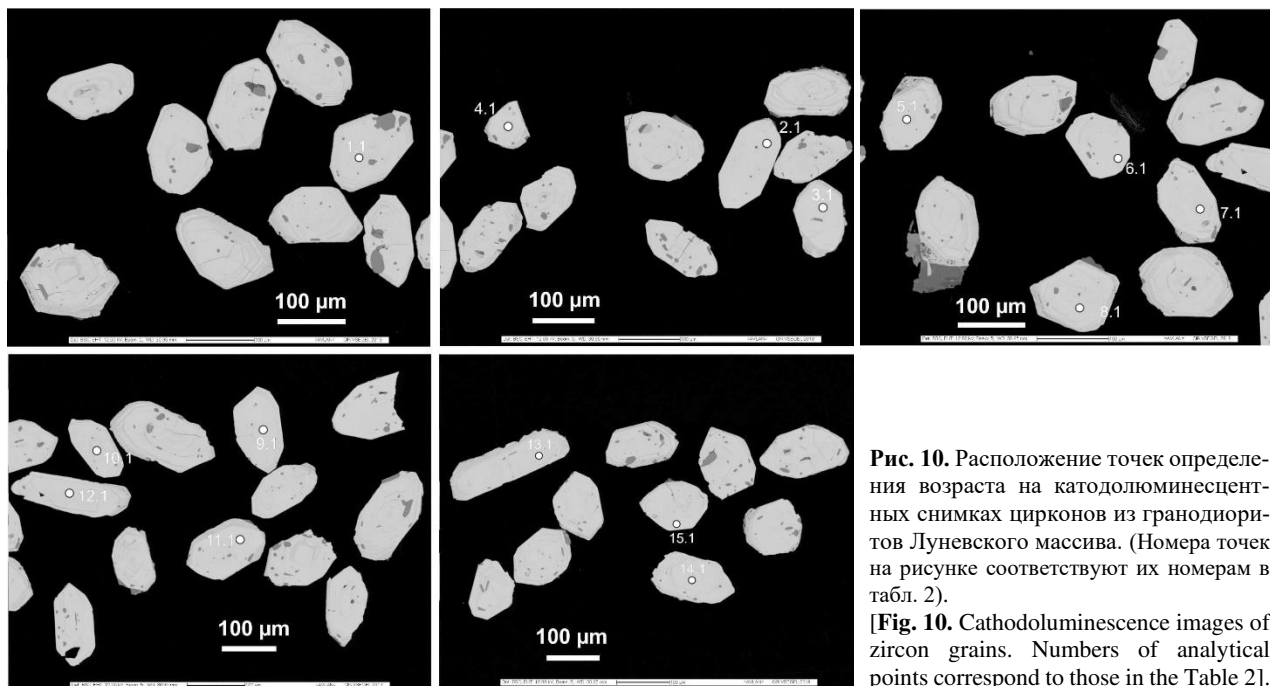 1.1
100 µm
4.1
2.1
3.1
100 µm
5.1
6.1
7.1
8.1
100 µm
10.1
9.1
12.1
11.1
100 µm
13.1
15.1
14.1
100 µm
Рис. 10. Расположение точек определе-
ния возраста на катодолюминесцент-
ных снимках цирконов из гранодиори-
тов Луневского массива. (Номера точек
на рисунке соответствуют их номерам в
табл. 2).
[Fig. 10. Cathodoluminescence images of
zircon grains. Numbers of analytical
points correspond to those in the Table 2].